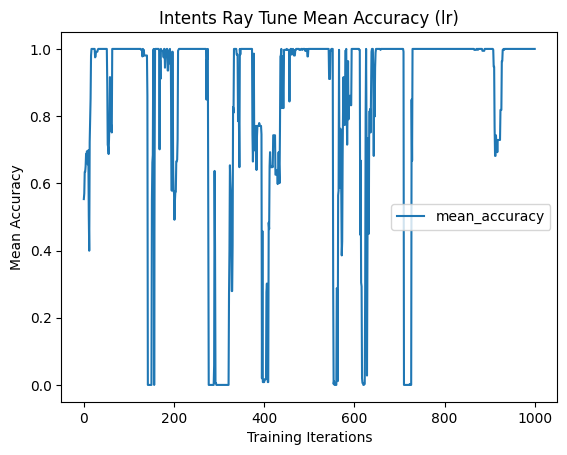 Intents Ray Tune Mean Accuracy (lr)
Mean Accuracy
1.0
0.8
0.6
0.4
0.2
0.0
mean_accuracy
0 200 400 600 800 1000
Training Iterations